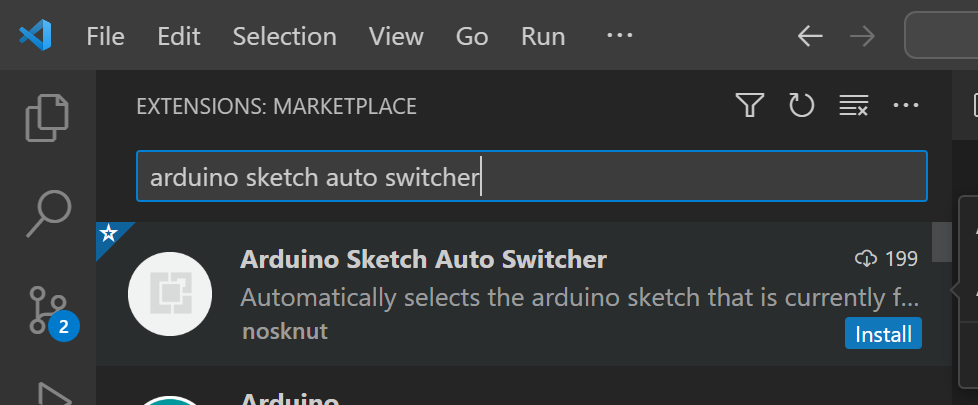 File Edit Selection View Go Run ...
EXTENSIONS: MARKETPLACE
arduino sketch auto switcher
Arduino Sketch Auto Switcher 199
Automatically selects the arduino sketch that is currently f...
nosknut Install
2
Arduino